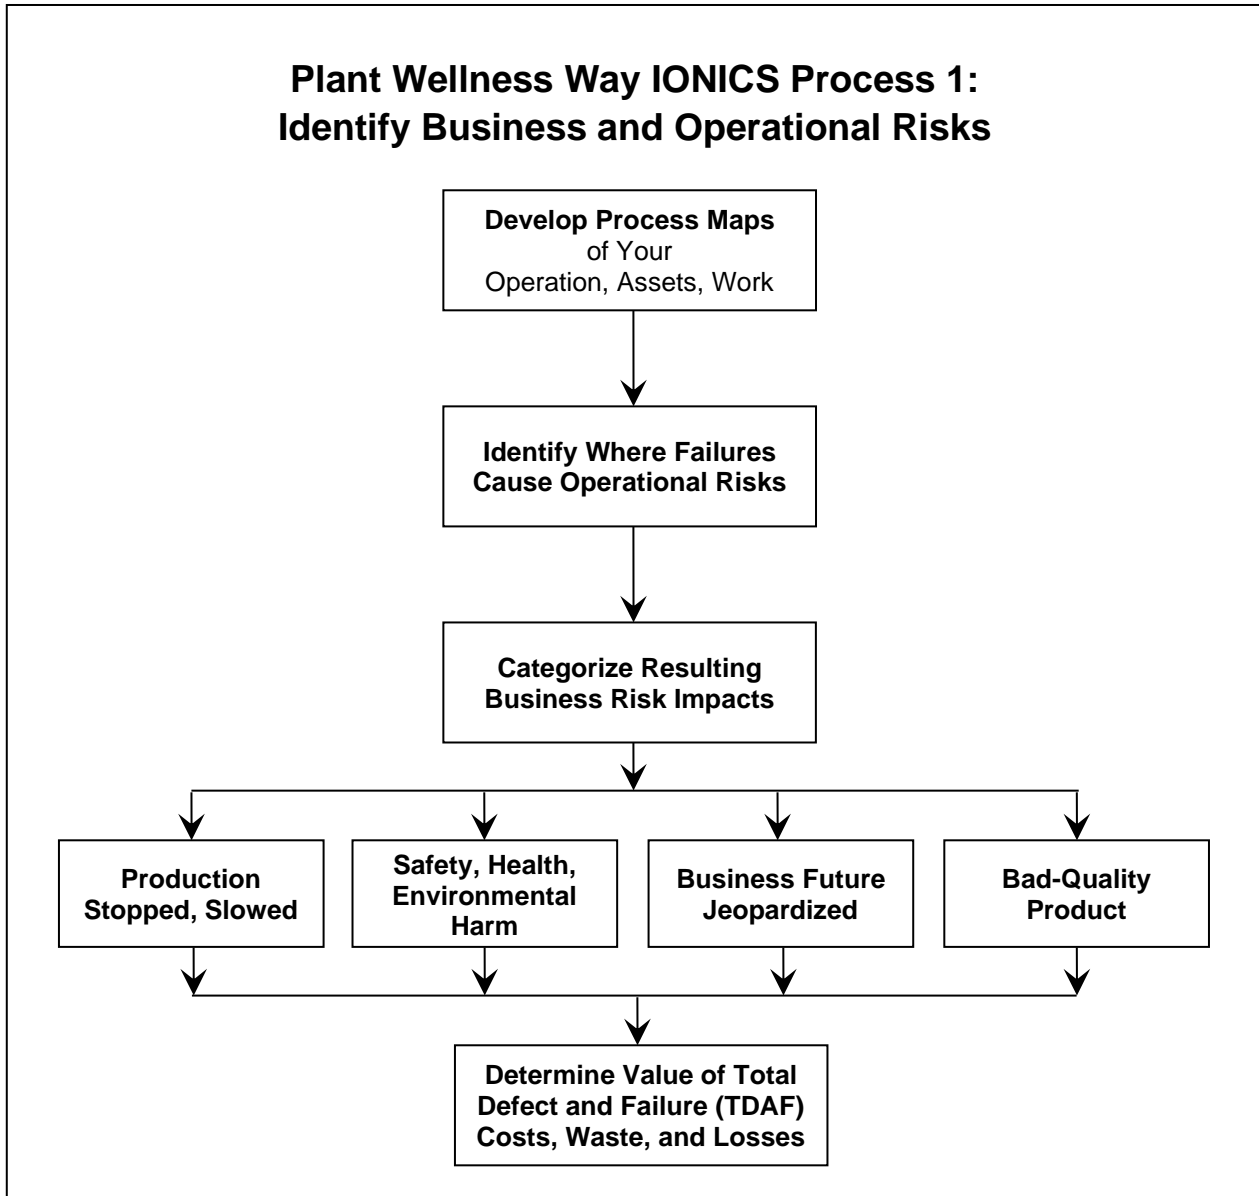 Plant Wellness Way IONICS Process 1:
Identify Business and Operational Risks
Develop Process Maps
of Your
Operation, Assets, Work
Identify Where Failures
Cause Operational Risks
Categorize Resulting
Business Risk Impacts
Production
Stopped, Slowed
Safety, Health,
Environmental
Harm
Business Future
Jeopardized
Bad-Quality
Product
Determine Value of Total
Defect and Failure (TDAF)
Costs, Waste, and Losses